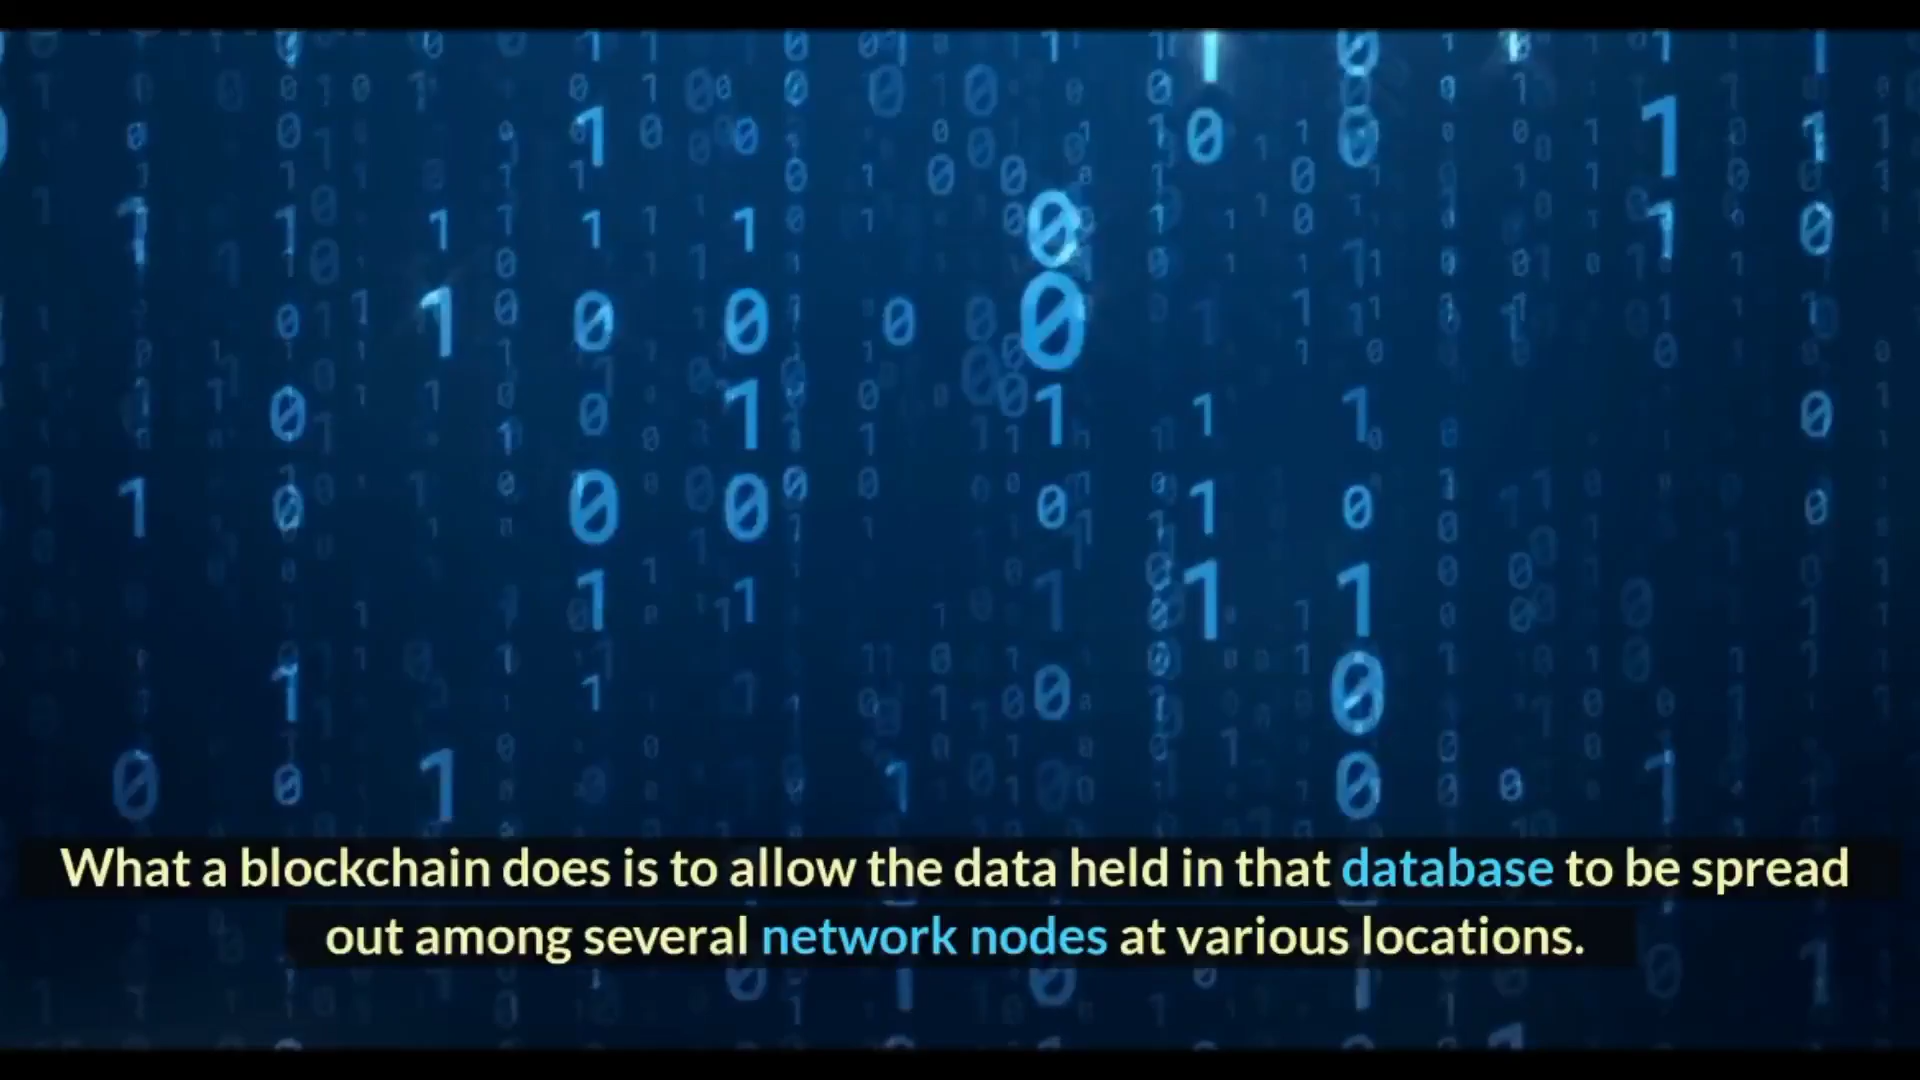 What a blockchain does is to allow the data held in that database to be spread
out among several network nodes at various locations.